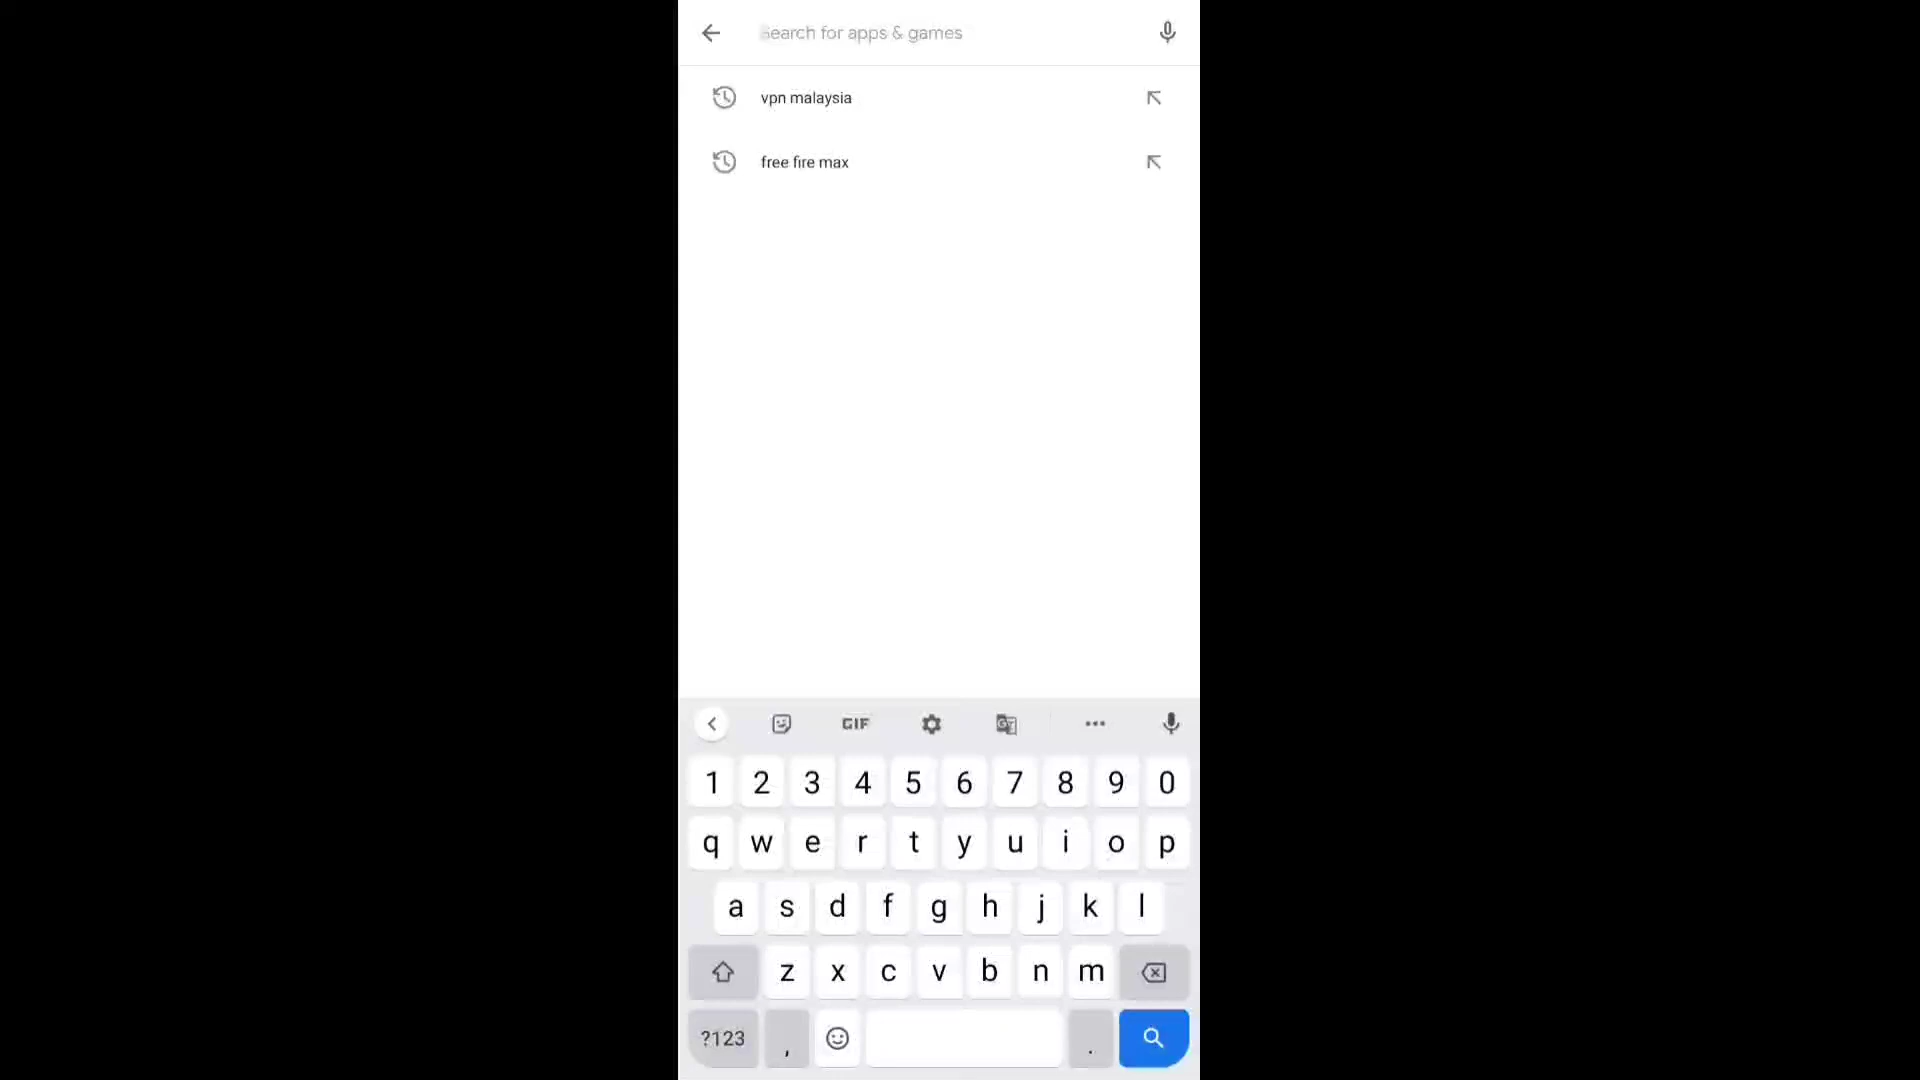 Search for apps & games
vpn malaysia
free fire max
GIF
1 2 3 4 5 6 7 8 9 0
q w e r t y u i o p
a s d f g h j k l
z x c v b n m
?123 , .